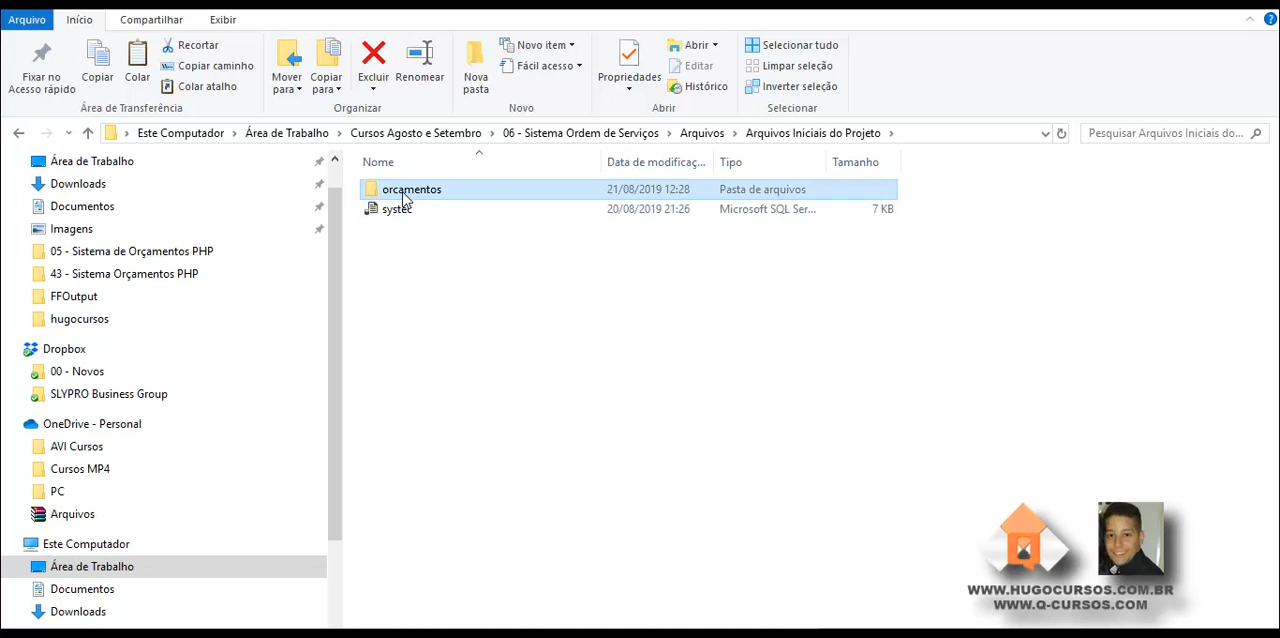 Arquivo Início Compartilhar Exibir
Fixar no Acesso rápido
Copiar
Colar
Recortar
Copiar caminho
Colar atalho
Área de Transferência
Mover para
Copiar para
Excluir
Renomear
Organizar
Nova pasta
Novo item
Fácil acesso
Novo
Propriedades
Abrir
Editar
Histórico
Abrir
Selecionar tudo
Limpar seleção
Inverter seleção
Selecionar
Este Computador > Área de Trabalho > Cursos Agosto e Setembro > 06 - Sistema Ordem de Serviços > Arquivos > Arquivos Iniciais do Projeto >
Pesquisar Arquivos Iniciais do...
Área de Trabalho
Downloads
Documentos
Imagens
05 - Sistema de Orçamentos PHP
43 - Sistema Orçamentos PHP
FFOutput
hugocursos
Dropbox
00 - Novos
SLYPRO Business Group
OneDrive - Personal
AVI Cursos
Cursos MP4
PC
Arquivos
Este Computador
Área de Trabalho
Documentos
Downloads
Nome Data de modificaç... Tipo Tamanho
orcamentos 21/08/2019 12:28 Pasta de arquivos
systec 20/08/2019 21:26 Microsoft SQL Ser... 7 KB
WWW.HUGOCURSOS.COM.BR
WWW.Q-CURSOS.COM